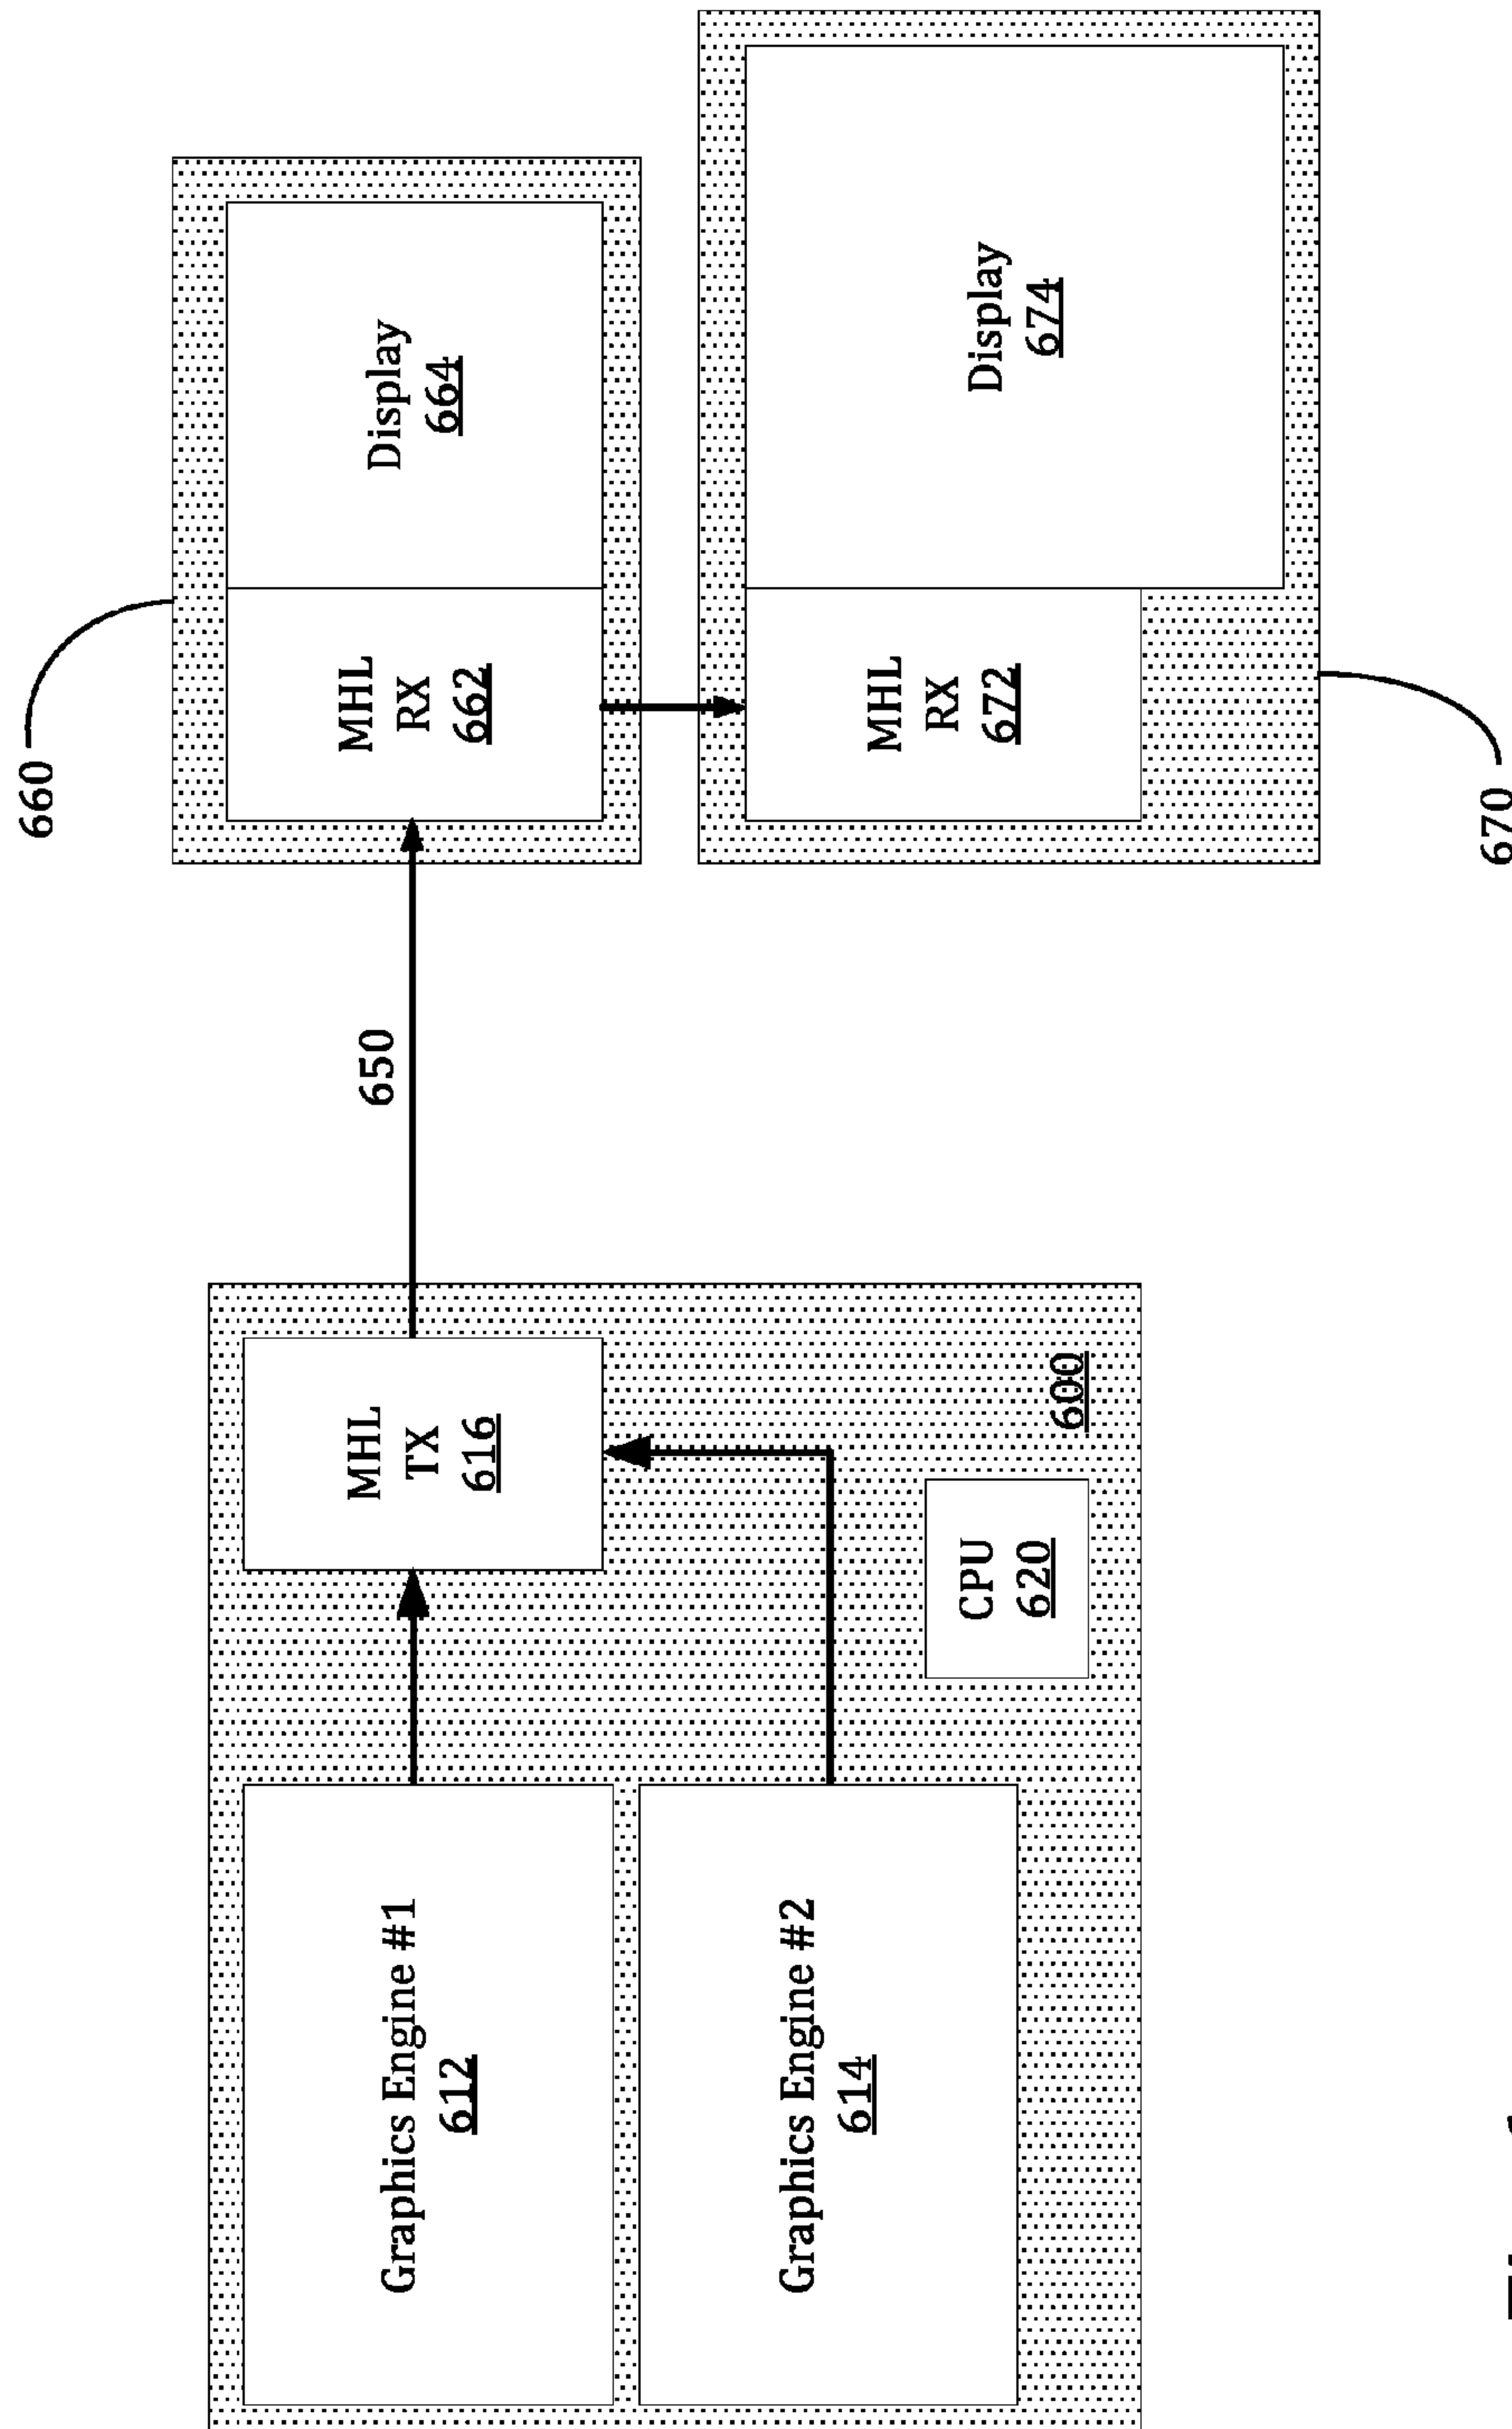 Graphics Engine #1
612
Graphics Engine #2
614
MHL
TX
616
CPU
620
600
650
660
MHL
RX
662
Display
664
MHL
RX
672
Display
674
670